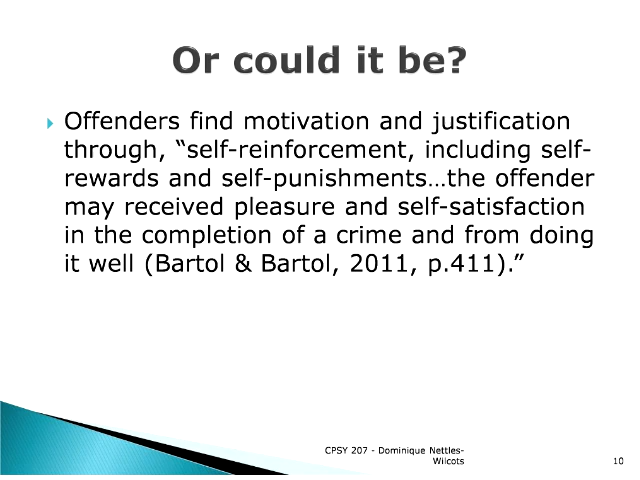 Or could it be?
Offenders find motivation and justification
through, “self-reinforcement, including self-
rewards and self-punishments…the offender
may received pleasure and self-satisfaction
in the completion of a crime and from doing
it well (Bartol & Bartol, 2011, p.411).”
CPSY 207 - Dominique Nettles-
Wilcots
10